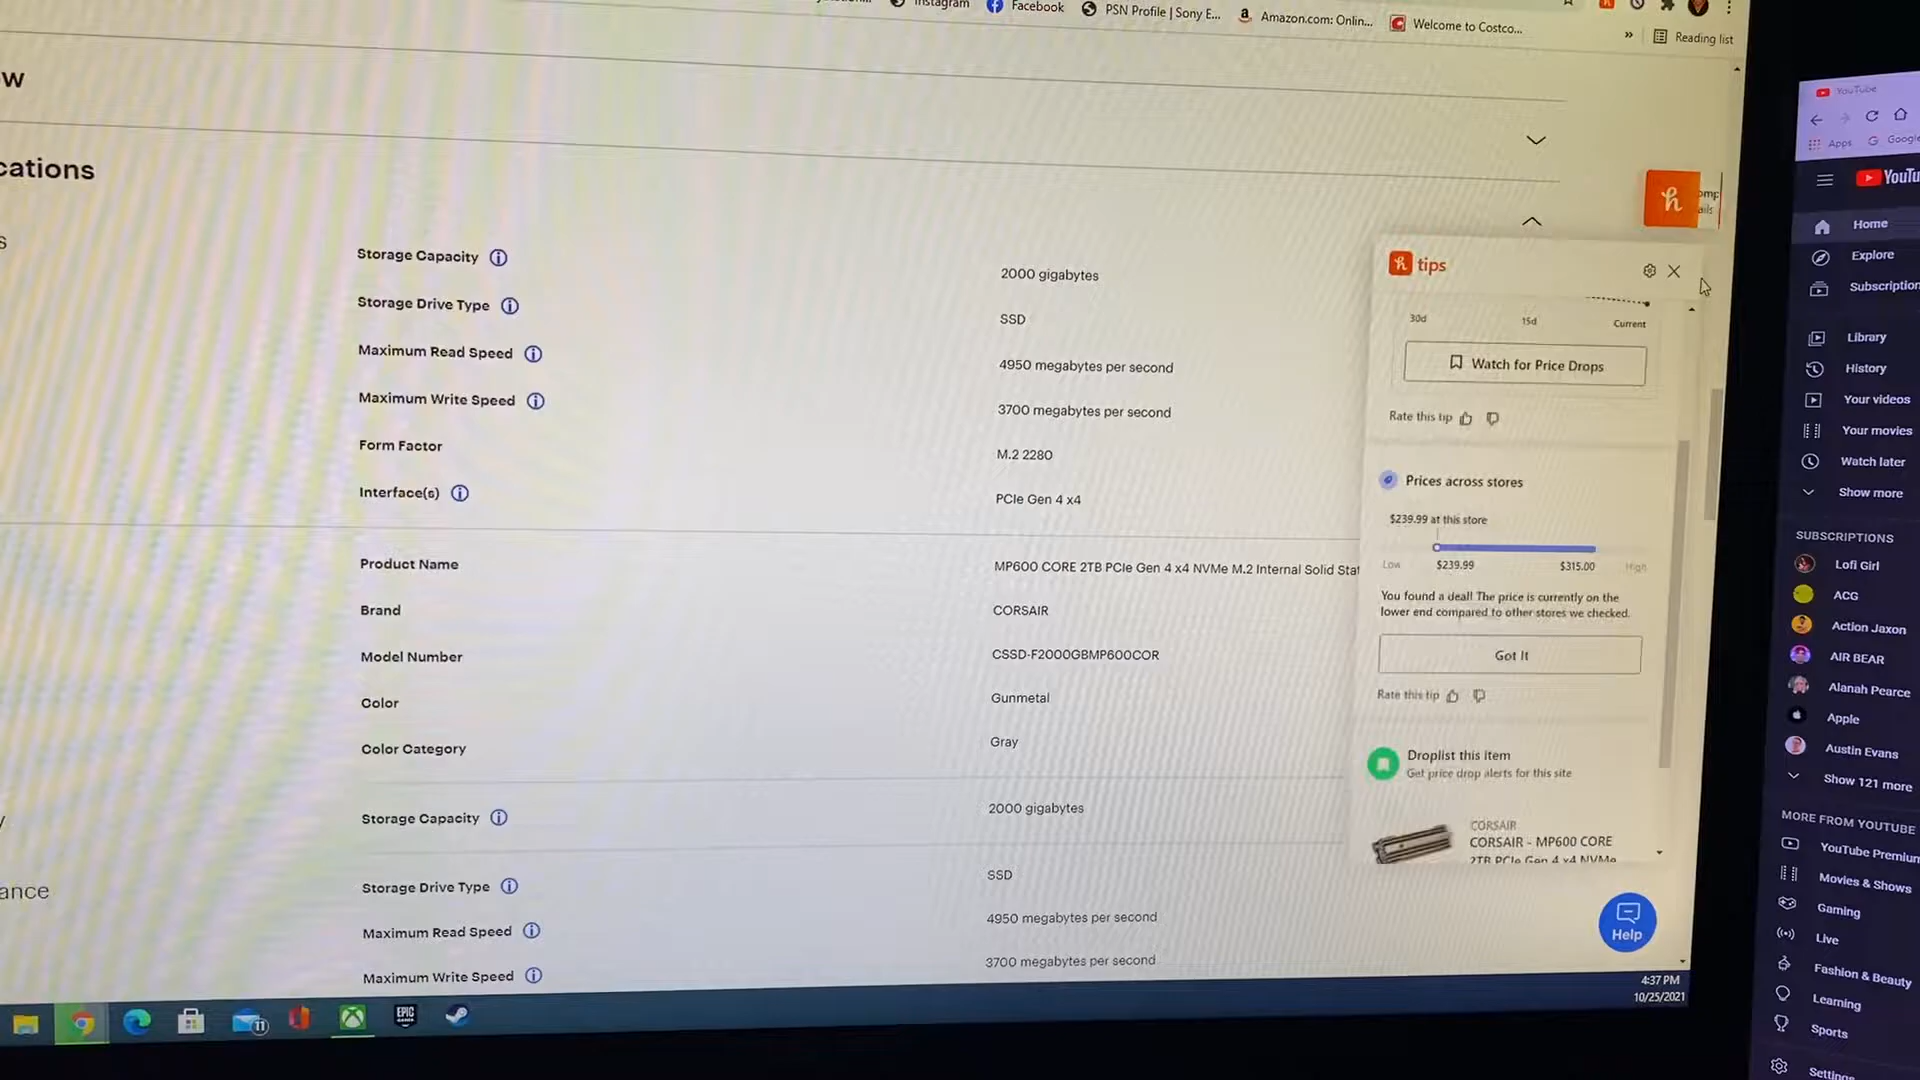 Instagram
Facebook
PSN Profile | Sony E...
Amazon.com: Onlin...
Welcome to Costco...
Reading list
w
cations
s
Storage Capacity
2000 gigabytes
Storage Drive Type
SSD
Maximum Read Speed
4950 megabytes per second
Maximum Write Speed
3700 megabytes per second
Form Factor
M.2 2280
Interface(s)
PCIe Gen 4 x4
Product Name
MP600 CORE 2TB PCIe Gen 4 x4 NVMe M.2 Internal Solid Stat
Brand
CORSAIR
Model Number
CSSD-F2000GBMP600COR
Color
Gunmetal
Color Category
Gray
y
Storage Capacity
2000 gigabytes
ance
Storage Drive Type
SSD
Maximum Read Speed
4950 megabytes per second
Maximum Write Speed
3700 megabytes per second
h
omp
ails
h tips
30d 15d Current
Watch for Price Drops
Rate this tip
Prices across stores
$239.99 at this store
Low $239.99 $315.00 High
You found a deal! The price is currently on the
lower end compared to other stores we checked.
Got It
Rate this tip
Droplist this item
Get price drop alerts for this site
CORSAIR
CORSAIR - MP600 CORE
2TB PCIe Gen 4 x4 NVMe
Help
11
EPIC
GAMES
4:37 PM
10/25/2021
YouTube
Apps
Google
YouTu
Home
Explore
Subscription
Library
History
Your videos
Your movies
Watch later
Show more
SUBSCRIPTIONS
Lofi Girl
ACG
Action Jaxon
AIR BEAR
Alanah Pearce
Apple
Austin Evans
Show 121 more
MORE FROM YOUTUBE
YouTube Premium
Movies & Shows
Gaming
Live
Fashion & Beauty
Learning
Sports
Settings